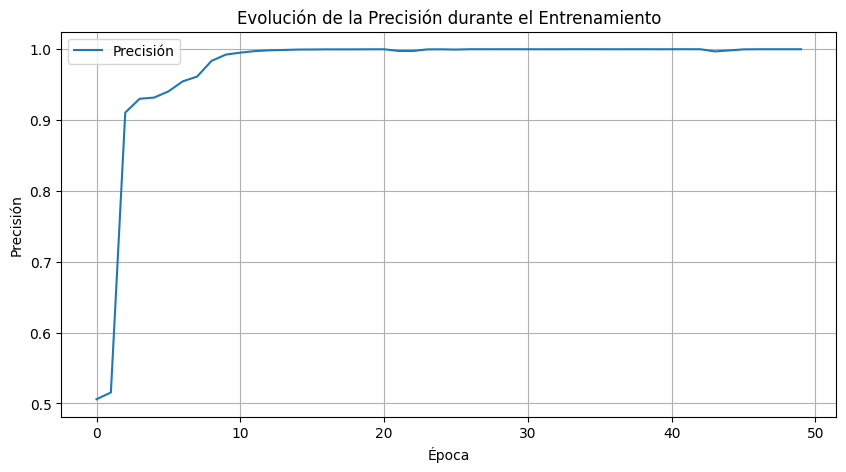 Evolución de la Precisión durante el Entrenamiento
Precisión
1.0
0.9
0.8
0.7
0.6
0.5
Precisión
0 10 20 30 40 50
Época